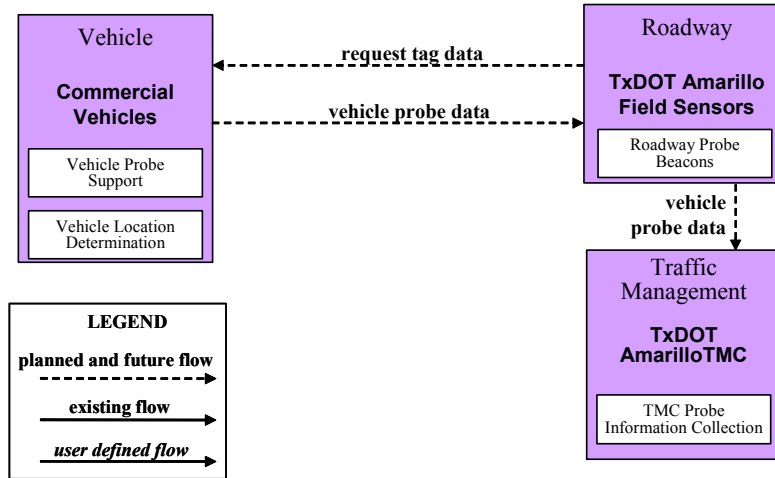 Vehicle
Commercial
Vehicles
Vehicle Probe
Support
Vehicle Location
Determination
request tag data
vehicle probe data
Roadway
TxDOT Amarillo
Field Sensors
Roadway Probe
Beacons
vehicle
probe data
Traffic
Management
TxDOT
AmarilloTMC
TMC Probe
Information Collection
LEGEND
planned and future flow
existing flow
user defined flow